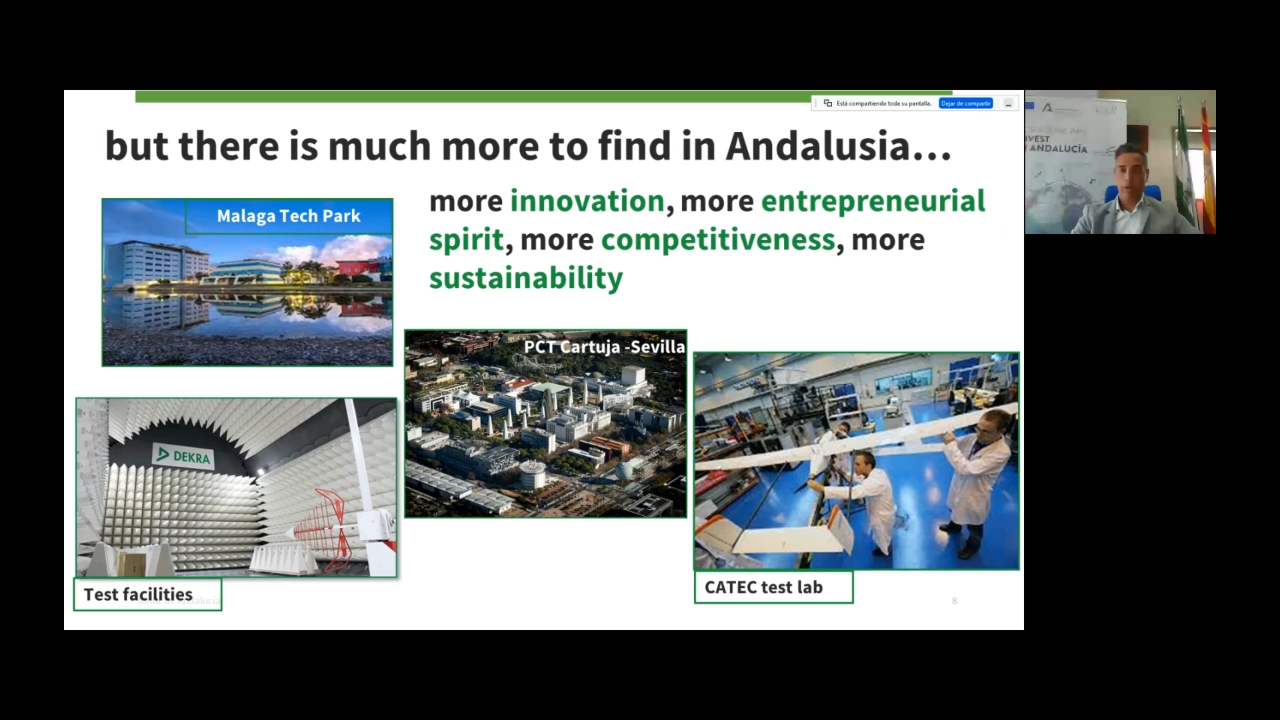 Está compartiendo toda su pantalla. Dejar de compartir
but there is much more to find in Andalusia...
more innovation, more entrepreneurial
spirit, more competitiveness, more
sustainability
Malaga Tech Park
PCT Cartuja -Sevilla
DEKRA
Test facilities
CATEC test lab
8
ANDALUCÍA